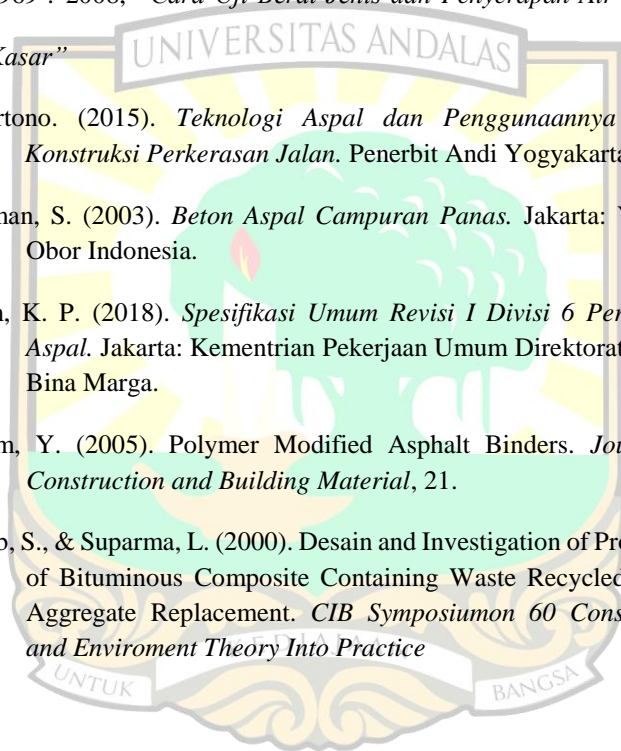 : 2008, “Cara Uji Berat Jenis dan Penyerapan Air
Kasar”
UNIVERSITAS ANDALAS
rtono. (2015). Teknologi Aspal dan Penggunaannya
Konstruksi Perkerasan Jalan. Penerbit Andi Yogyakarta
man, S. (2003). Beton Aspal Campuran Panas. Jakarta: Y
Obor Indonesia.
n, K. P. (2018). Spesifikasi Umum Revisi I Divisi 6 Per
Aspal. Jakarta: Kementrian Pekerjaan Umum Direktorat
Bina Marga.
m, Y. (2005). Polymer Modified Asphalt Binders. Jou
Construction and Building Material, 21.
b, S., & Suparma, L. (2000). Desain and Investigation of Pro
of Bituminous Composite Containing Waste Recycled
Aggregate Replacement. CIB Symposiumon 60 Cons
and Enviroment Theory Into Practice
UNTUK KEDJAJAAN BANGSA